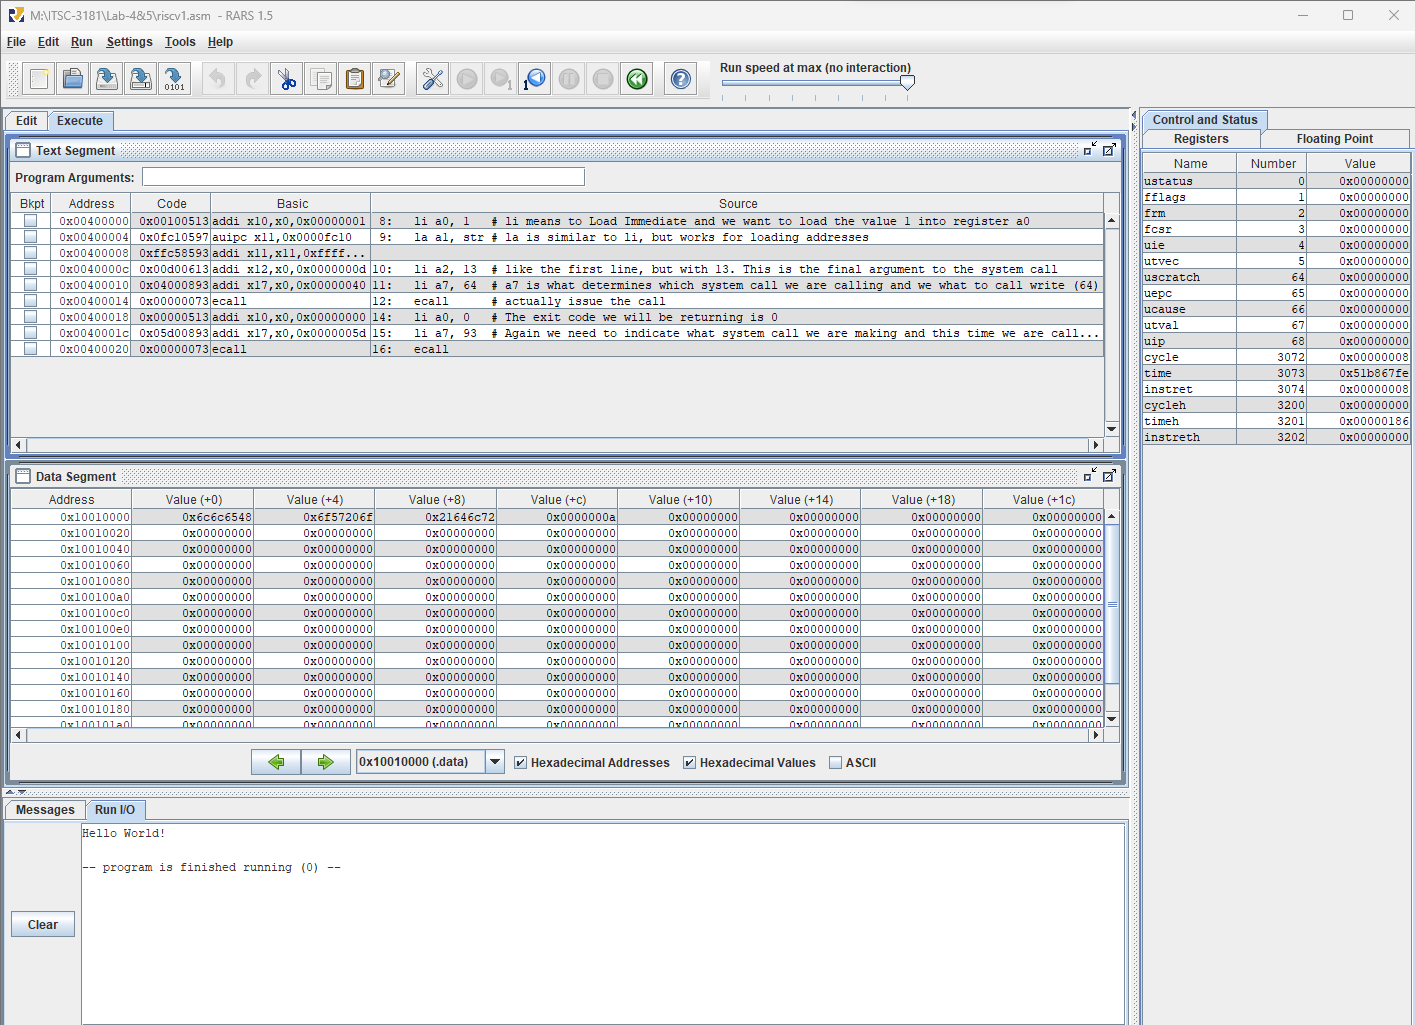 M:\ITSC-3181\Lab-4&5\riscv1.asm - RARS 1.5
File Edit Run Settings Tools Help
Run speed at max (no interaction)
0101
1
1
Edit Execute
Text Segment
Program Arguments:
Bkpt Address Code Basic Source
0x00400000 0x00100513 addi x10,x0,0x00000001 8: li a0, 1 # li means to Load Immediate and we want to load the value 1 into register a0
0x00400004 0x0fc10597 auipc x11,0x0000fc10 9: la a1, str # la is similar to li, but works for loading addresses
0x00400008 0xffc58593 addi x11,x11,0xffff...
0x0040000c 0x00d00613 addi x12,x0,0x0000000d 10: li a2, 13 # like the first line, but with 13. This is the final argument to the system call
0x00400010 0x04000893 addi x17,x0,0x00000040 11: li a7, 64 # a7 is what determines which system call we are calling and we what to call write (64)
0x00400014 0x00000073 ecall 12: ecall # actually issue the call
0x00400018 0x00000513 addi x10,x0,0x00000000 14: li a0, 0 # The exit code we will be returning is 0
0x0040001c 0x05d00893 addi x17,x0,0x0000005d 15: li a7, 93 # Again we need to indicate what system call we are making and this time we are call...
0x00400020 0x00000073 ecall 16: ecall
Data Segment
Address Value (+0) Value (+4) Value (+8) Value (+c) Value (+10) Value (+14) Value (+18) Value (+1c)
0x10010000 0x6c6c6548 0x6f57206f 0x21646c72 0x0000000a 0x00000000 0x00000000 0x00000000 0x00000000
0x10010020 0x00000000 0x00000000 0x00000000 0x00000000 0x00000000 0x00000000 0x00000000 0x00000000
0x10010040 0x00000000 0x00000000 0x00000000 0x00000000 0x00000000 0x00000000 0x00000000 0x00000000
0x10010060 0x00000000 0x00000000 0x00000000 0x00000000 0x00000000 0x00000000 0x00000000 0x00000000
0x10010080 0x00000000 0x00000000 0x00000000 0x00000000 0x00000000 0x00000000 0x00000000 0x00000000
0x100100a0 0x00000000 0x00000000 0x00000000 0x00000000 0x00000000 0x00000000 0x00000000 0x00000000
0x100100c0 0x00000000 0x00000000 0x00000000 0x00000000 0x00000000 0x00000000 0x00000000 0x00000000
0x100100e0 0x00000000 0x00000000 0x00000000 0x00000000 0x00000000 0x00000000 0x00000000 0x00000000
0x10010100 0x00000000 0x00000000 0x00000000 0x00000000 0x00000000 0x00000000 0x00000000 0x00000000
0x10010120 0x00000000 0x00000000 0x00000000 0x00000000 0x00000000 0x00000000 0x00000000 0x00000000
0x10010140 0x00000000 0x00000000 0x00000000 0x00000000 0x00000000 0x00000000 0x00000000 0x00000000
0x10010160 0x00000000 0x00000000 0x00000000 0x00000000 0x00000000 0x00000000 0x00000000 0x00000000
0x10010180 0x00000000 0x00000000 0x00000000 0x00000000 0x00000000 0x00000000 0x00000000 0x00000000
0x100101a0 0x00000000 0x00000000 0x00000000 0x00000000 0x00000000 0x00000000 0x00000000 0x00000000
0x10010000 (.data) Hexadecimal Addresses Hexadecimal Values ASCII
Messages Run I/O
Hello World!
-- program is finished running (0) --
Clear
Control and Status
Registers Floating Point
Name Number Value
ustatus 0 0x00000000
fflags 1 0x00000000
frm 2 0x00000000
fcsr 3 0x00000000
uie 4 0x00000000
utvec 5 0x00000000
uscratch 64 0x00000000
uepc 65 0x00000000
ucause 66 0x00000000
utval 67 0x00000000
uip 68 0x00000000
cycle 3072 0x00000008
time 3073 0x51b867fe
instret 3074 0x00000008
cycleh 3200 0x00000000
timeh 3201 0x00000186
instreth 3202 0x00000000